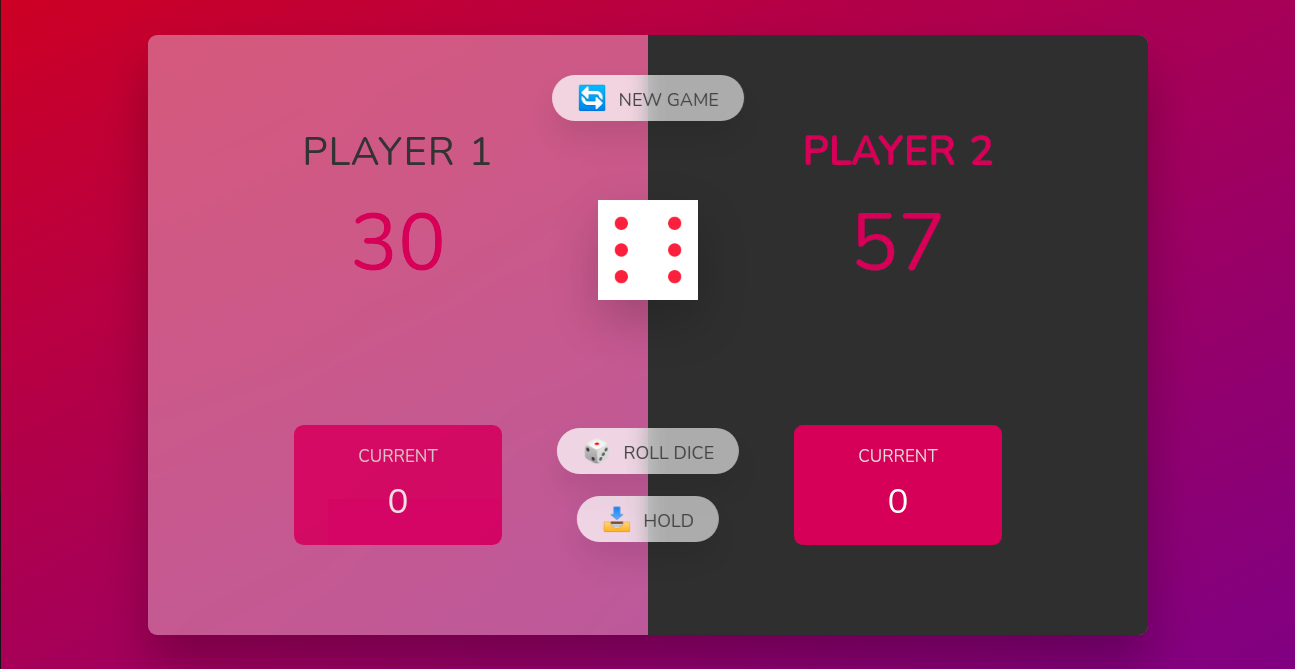 NEW GAME
PLAYER 1
30
CURRENT
0
PLAYER 2
57
CURRENT
0
ROLL DICE
HOLD